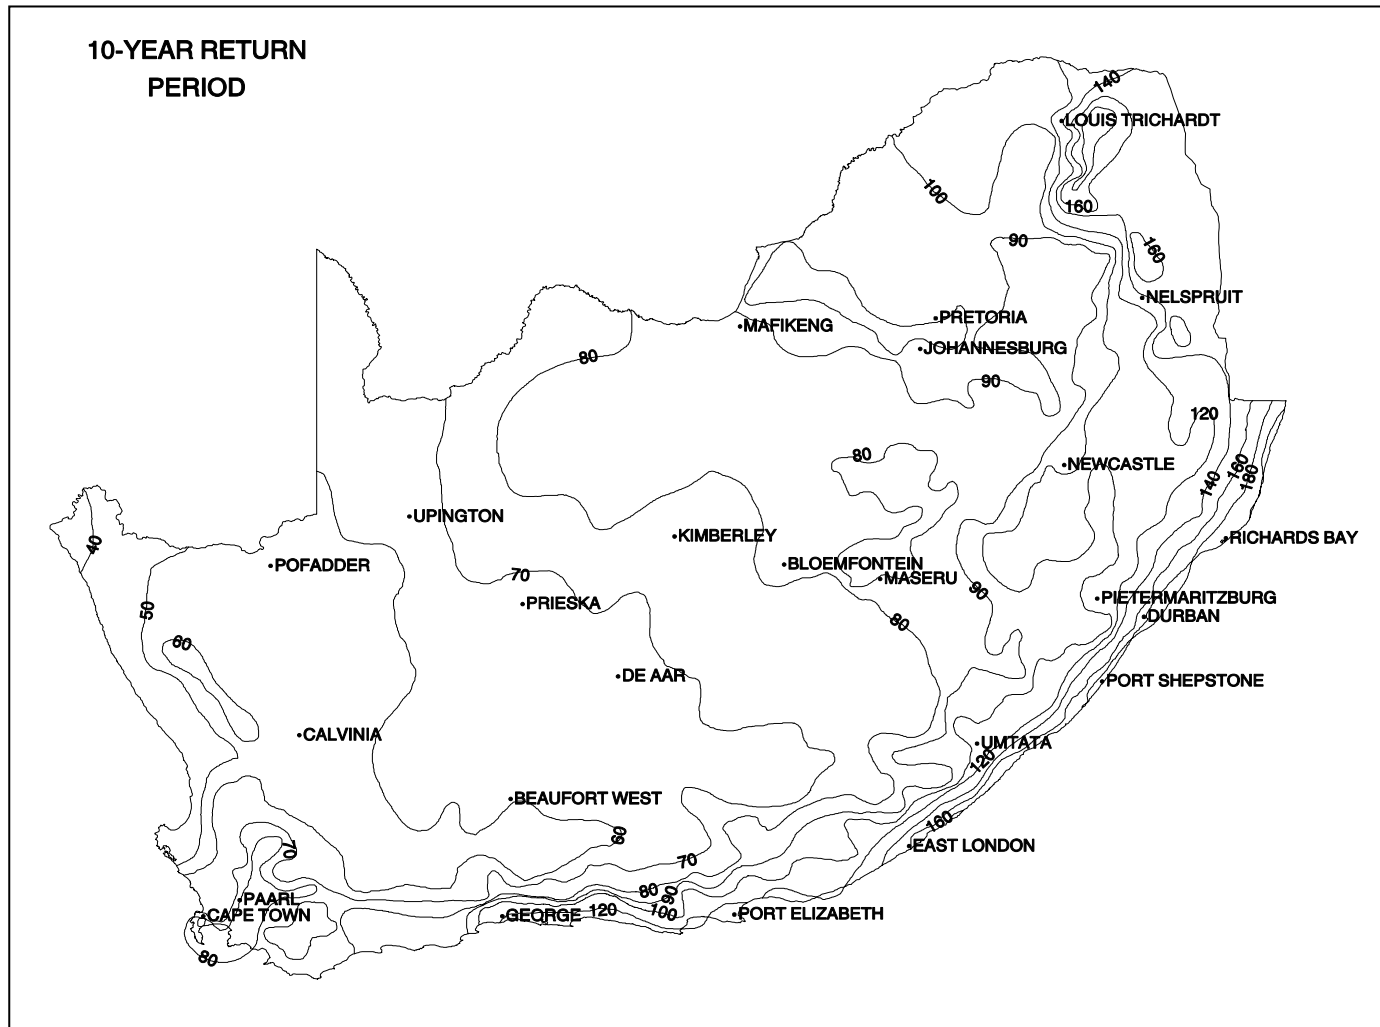 10-YEAR RETURN
PERIOD
140
LOUIS TRICHARDT
100
160
90
160
NELSPRUIT
PRETORIA
MAFIKENG
JOHANNESBURG
80
90
120
80
NEWCASTLE
160
180
140
UPINGTON
KIMBERLEY
RICHARDS BAY
40
POFADDER
BLOEMFONTEIN
70
MASERU
90
PRIESKA
PIETERMARITZBURG
50
DURBAN
80
60
DE AAR
PORT SHEPSTONE
CALVINIA
UMTATA
120
BEAUFORT WEST
160
60
EAST LONDON
70
70
80
90
PAARL
CAPE TOWN
GEORGE
120
100
PORT ELIZABETH
80